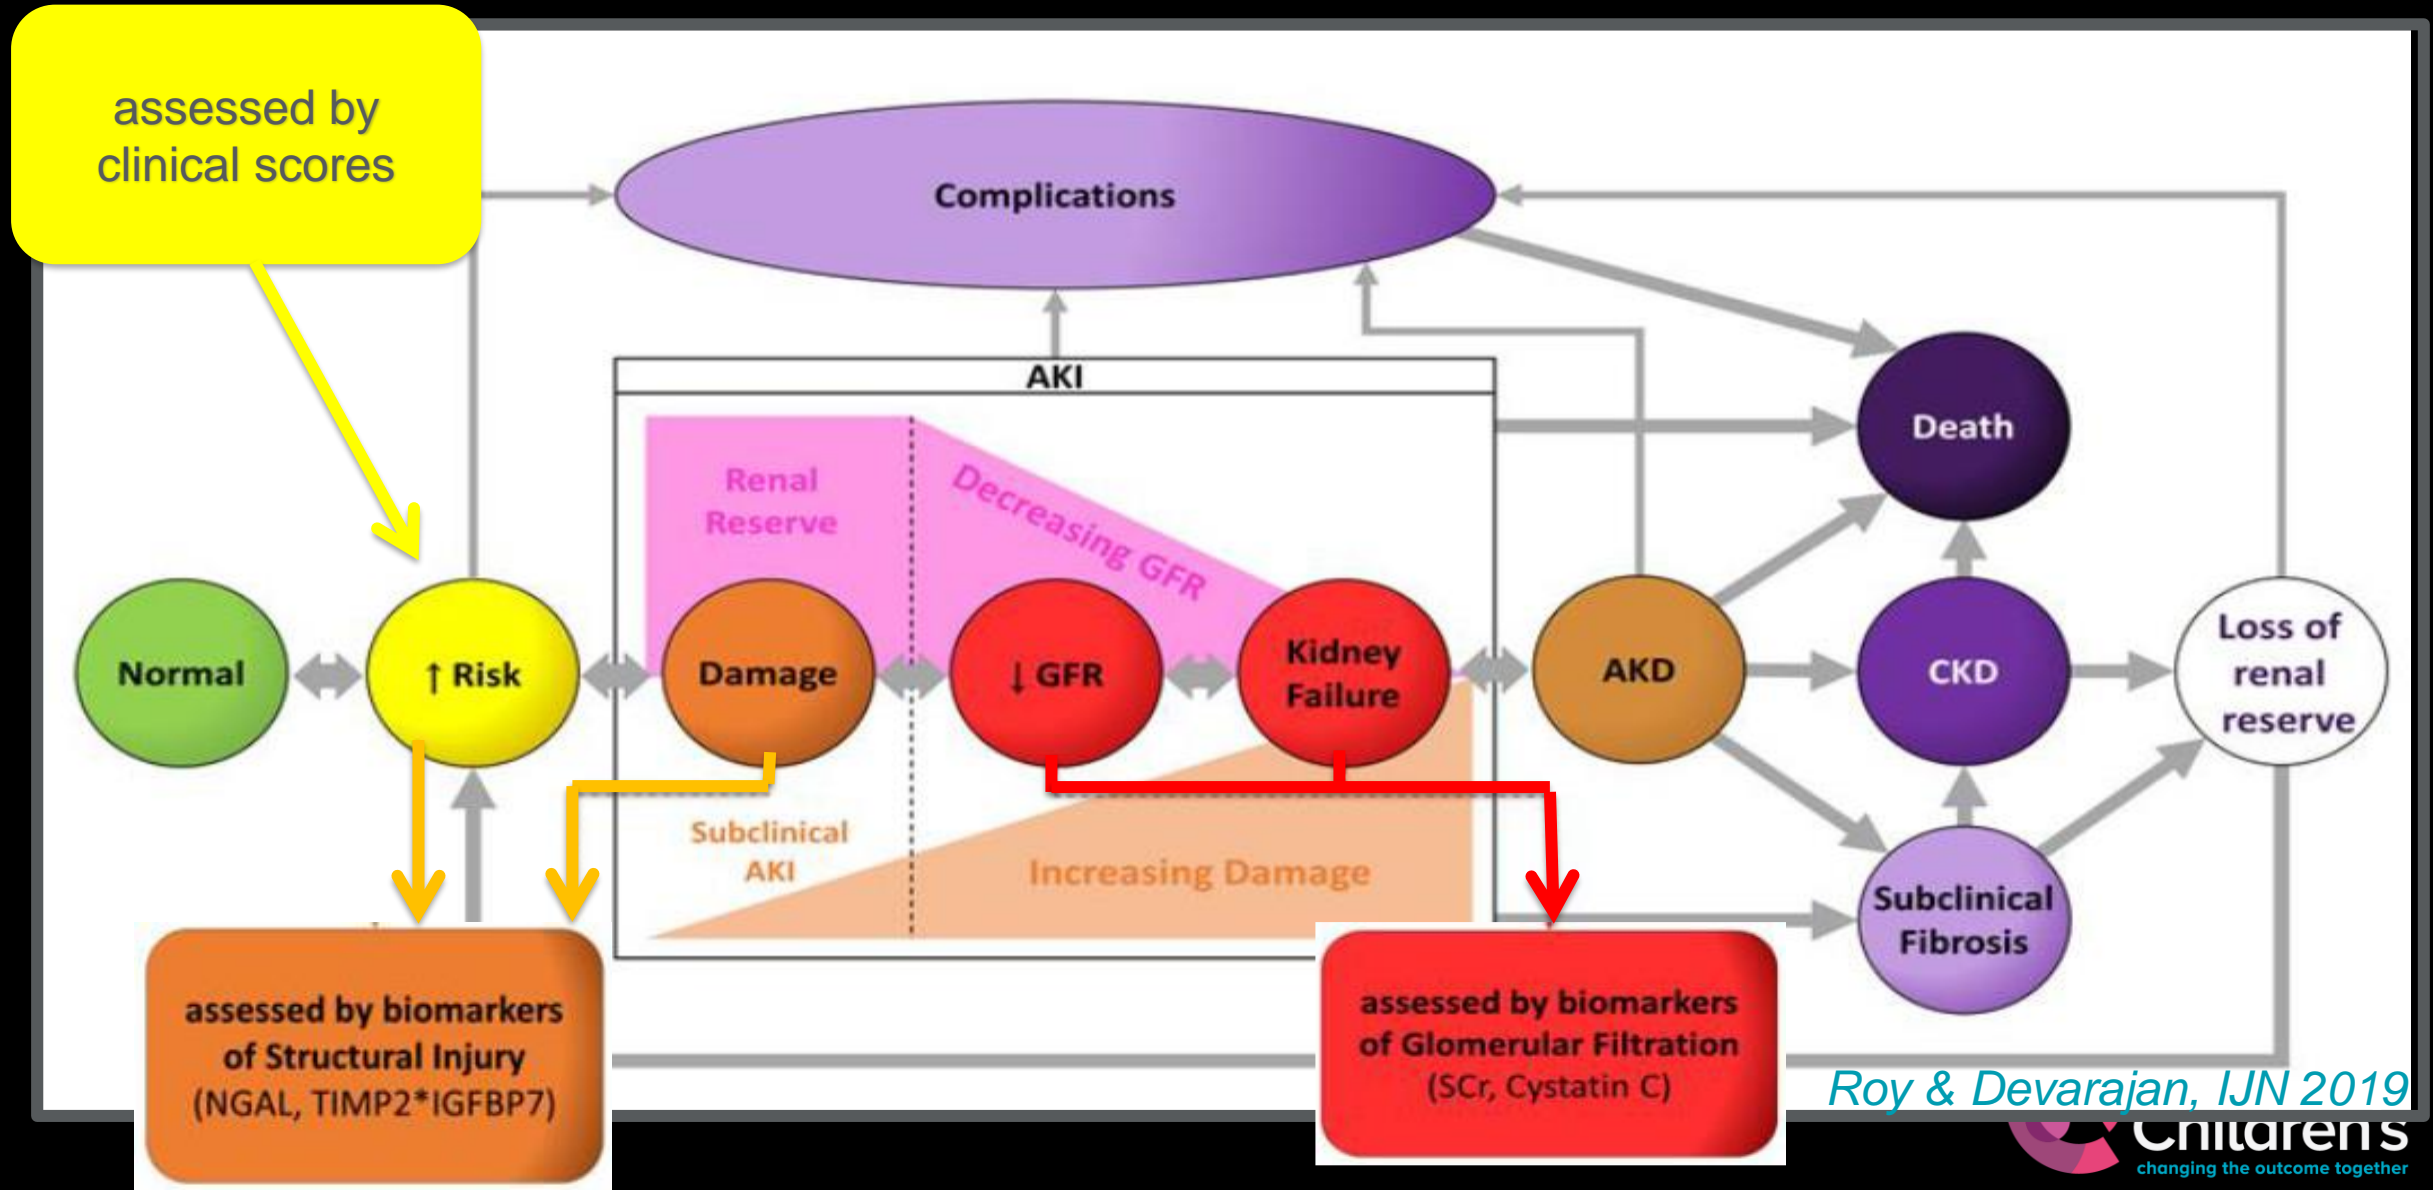 assessed by
clinical scores
Complications
AKI
Renal
Reserve
Decreasing GFR
Death
Normal
↑ Risk
Damage
↓ GFR
Kidney
Failure
AKD
CKD
Loss of
renal
reserve
Subclinical
AKI
Increasing Damage
Subclinical
Fibrosis
assessed by biomarkers
of Structural Injury
(NGAL, TIMP2*IGFBP7)
assessed by biomarkers
of Glomerular Filtration
(SCr, Cystatin C)
Roy & Devarajan, IJN 2019
Children's
changing the outcome together